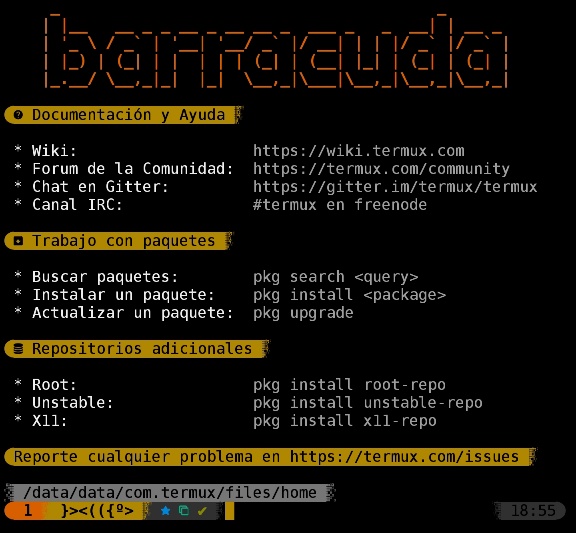 barracuda
Documentación y Ayuda
* Wiki: https://wiki.termux.com
* Forum de la Comunidad: https://termux.com/community
* Chat en Gitter: https://gitter.im/termux/termux
* Canal IRC: #termux en freenode
Trabajo con paquetes
* Buscar paquetes: pkg search <query>
* Instalar un paquete: pkg install <package>
* Actualizar un paquete: pkg upgrade
Repositorios adicionales
* Root: pkg install root-repo
* Unstable: pkg install unstable-repo
* X11: pkg install x11-repo
Reporte cualquier problema en https://termux.com/issues
/data/data/com.termux/files/home
1 }><(({º> ★ ✔ 18:55